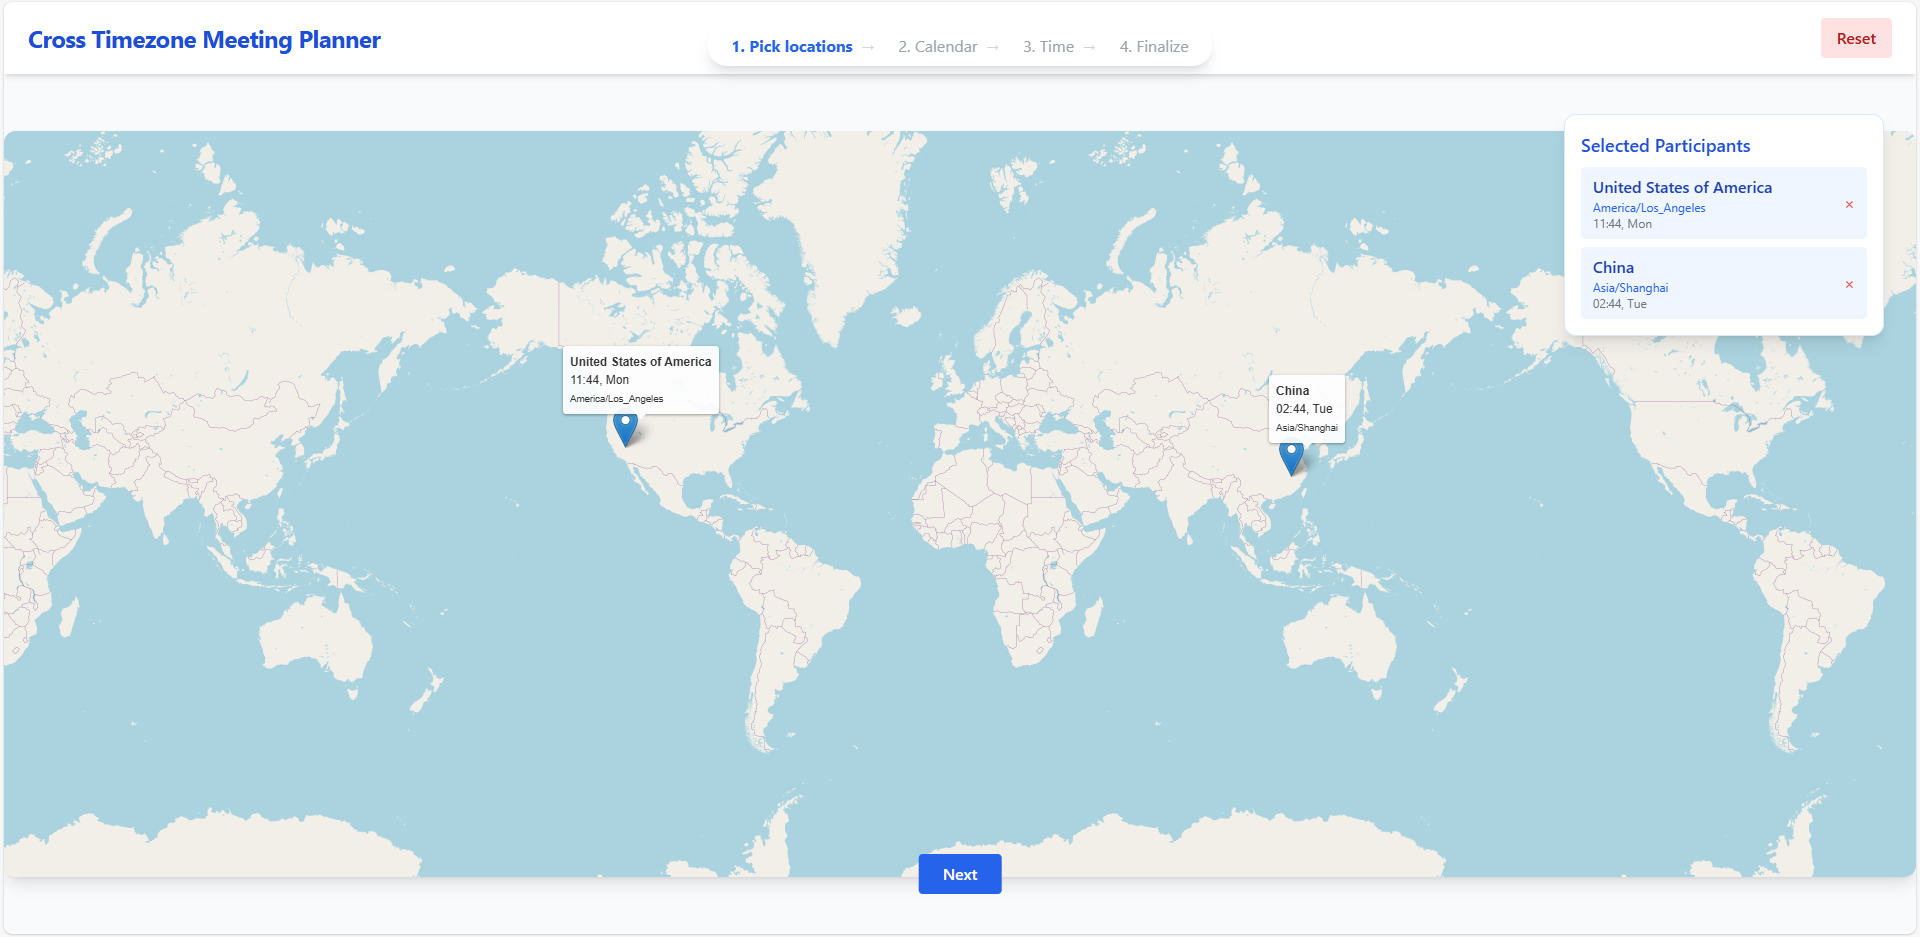 Cross Timezone Meeting Planner
1. Pick locations → 2. Calendar → 3. Time → 4. Finalize
Reset
Selected Participants
United States of America
America/Los_Angeles
11:44, Mon
×
China
Asia/Shanghai
02:44, Tue
×
United States of America
11:44, Mon
America/Los_Angeles
China
02:44, Tue
Asia/Shanghai
Next